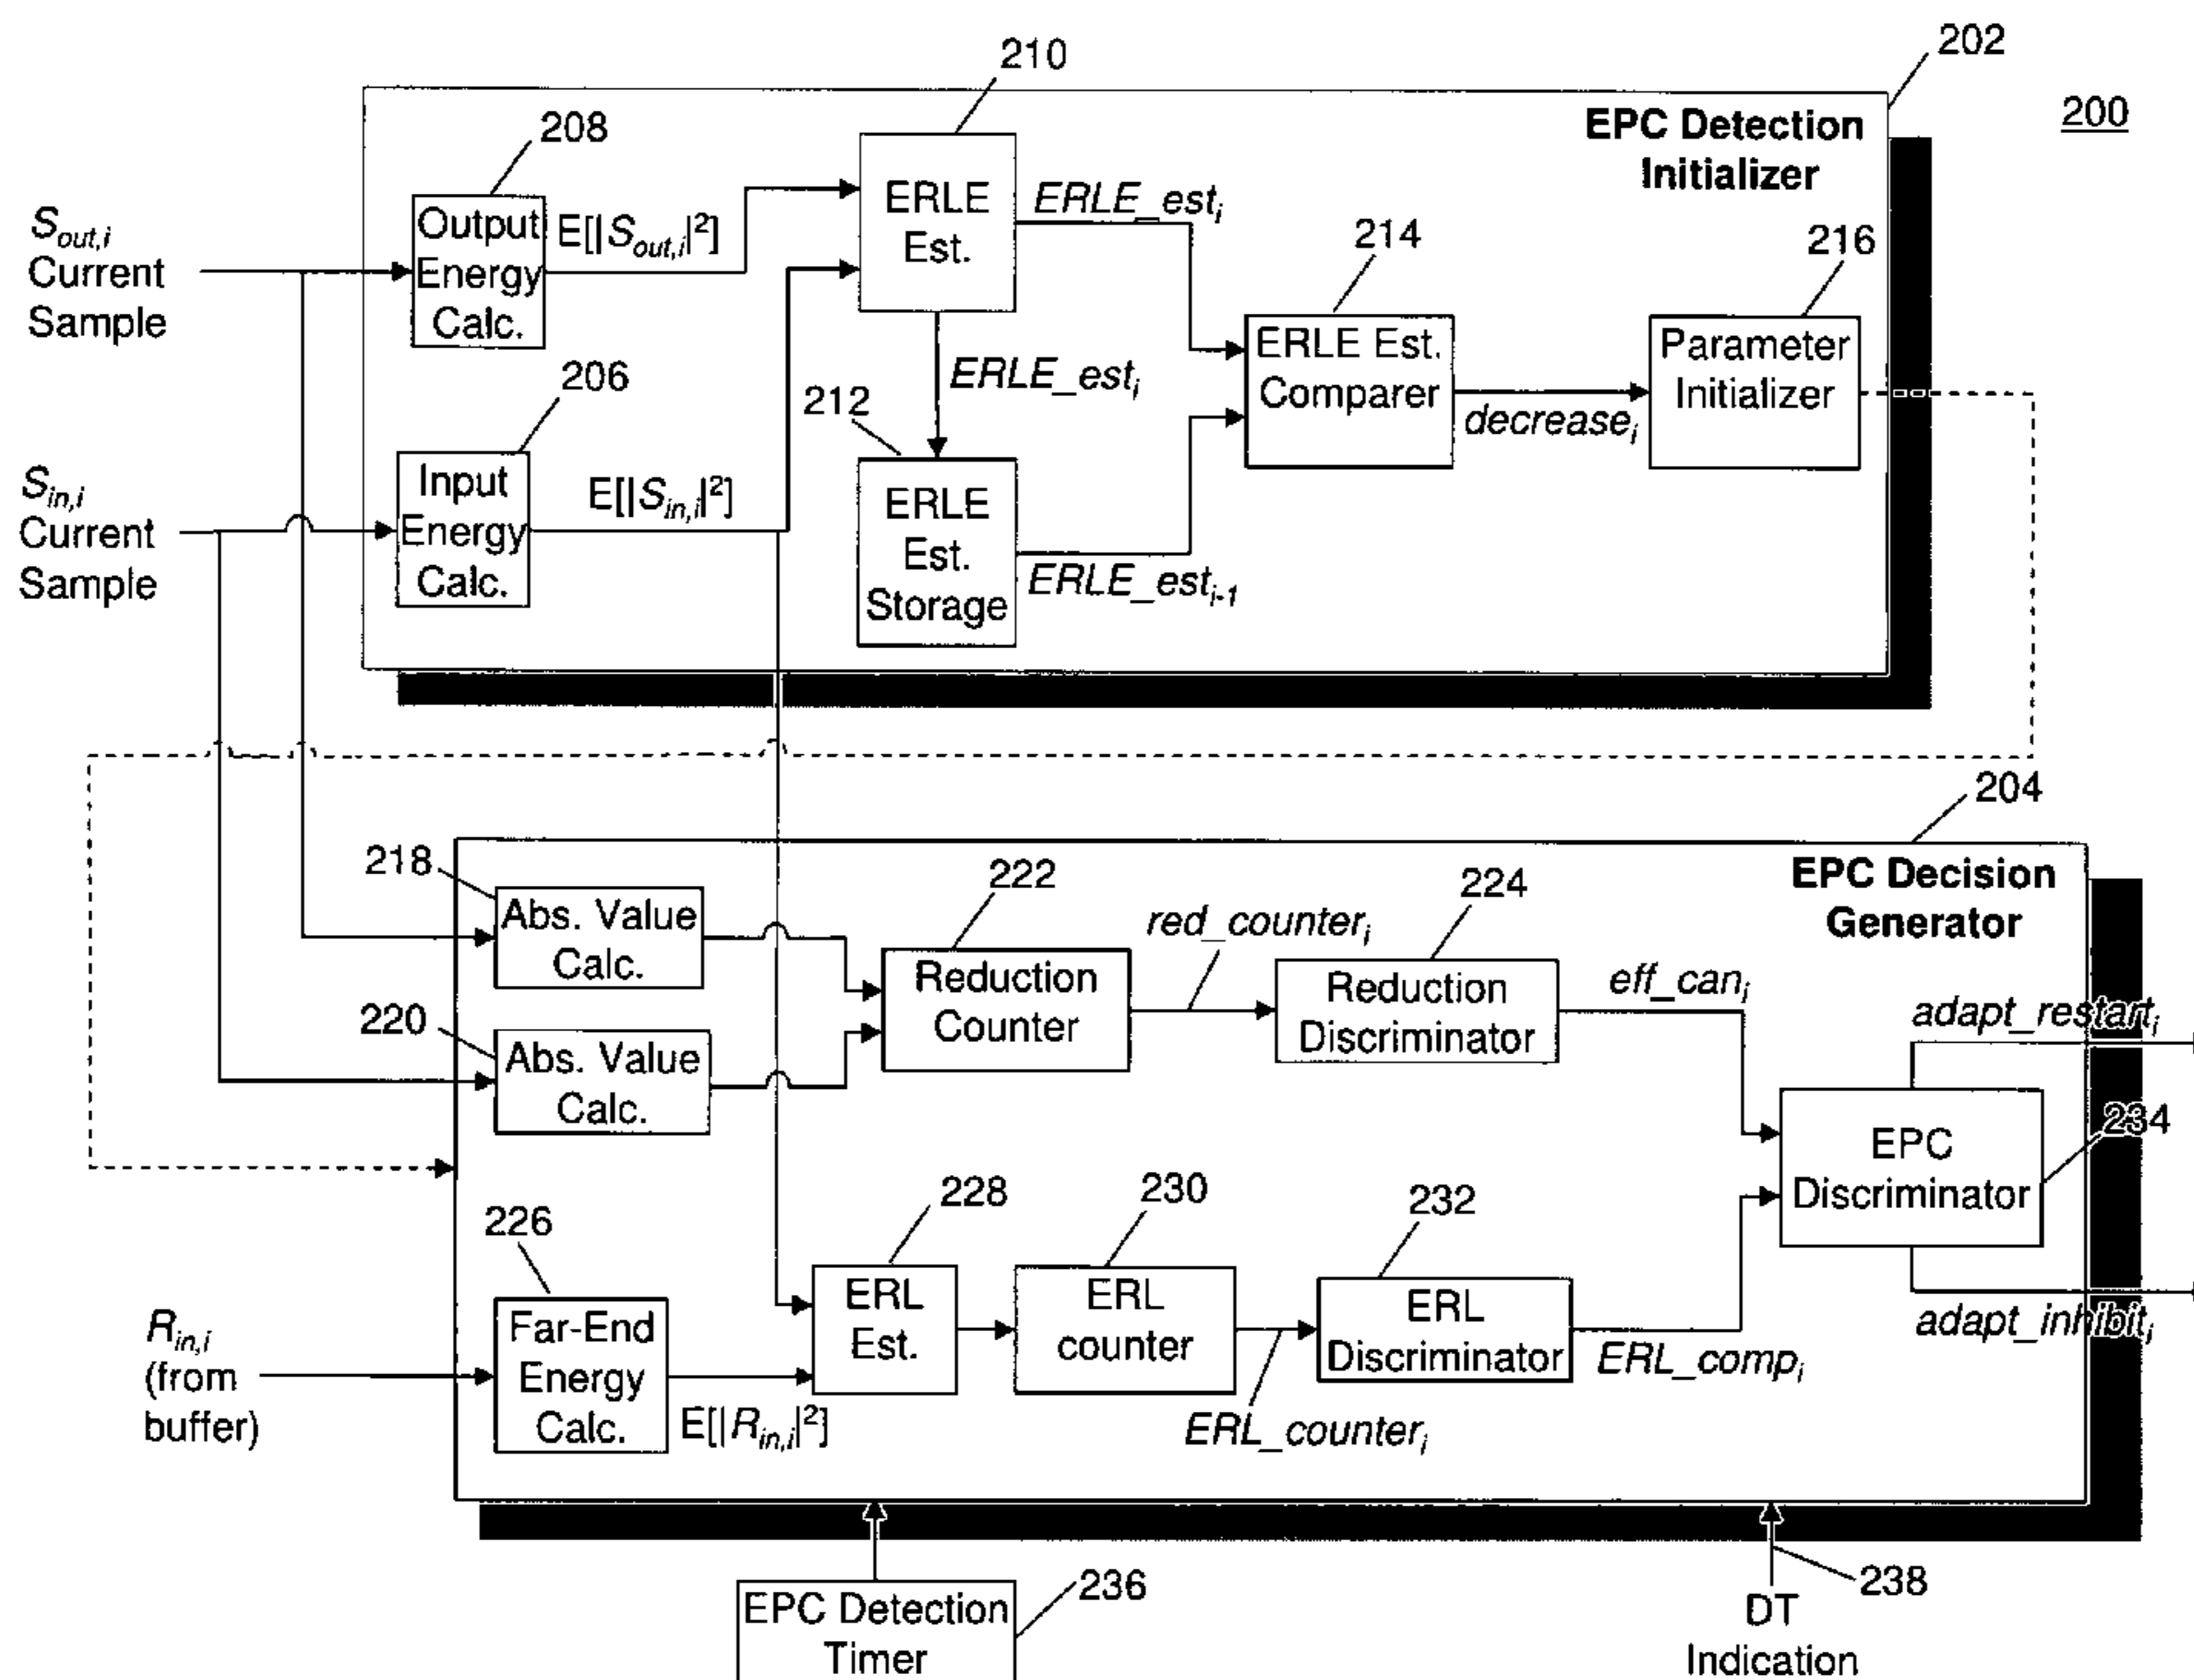 200
202
EPC Detection
Initializer
208
Output
Energy
Calc.
S_out,i
Current
Sample
E[|S_out,i|²]
210
ERLE
Est.
ERLE_est_i
206
Input
Energy
Calc.
S_in,i
Current
Sample
E[|S_in,i|²]
ERLE_est_i
212
ERLE
Est.
Storage
ERLE_est_i-1
214
ERLE Est.
Comparer
decrease_i
216
Parameter
Initializer
204
EPC Decision
Generator
218
Abs. Value
Calc.
220
Abs. Value
Calc.
222
Reduction
Counter
red_counter_i
224
Reduction
Discriminator
eff_can_i
adapt_restart_i
234
EPC
Discriminator
adapt_inhibit_i
226
Far-End
Energy
Calc.
R_in,i
(from
buffer)
E[|R_in,i|²]
228
ERL
Est.
230
ERL
counter
ERL_counter_i
232
ERL
Discriminator
ERL_comp_i
EPC Detection
Timer
236
238
DT
Indication